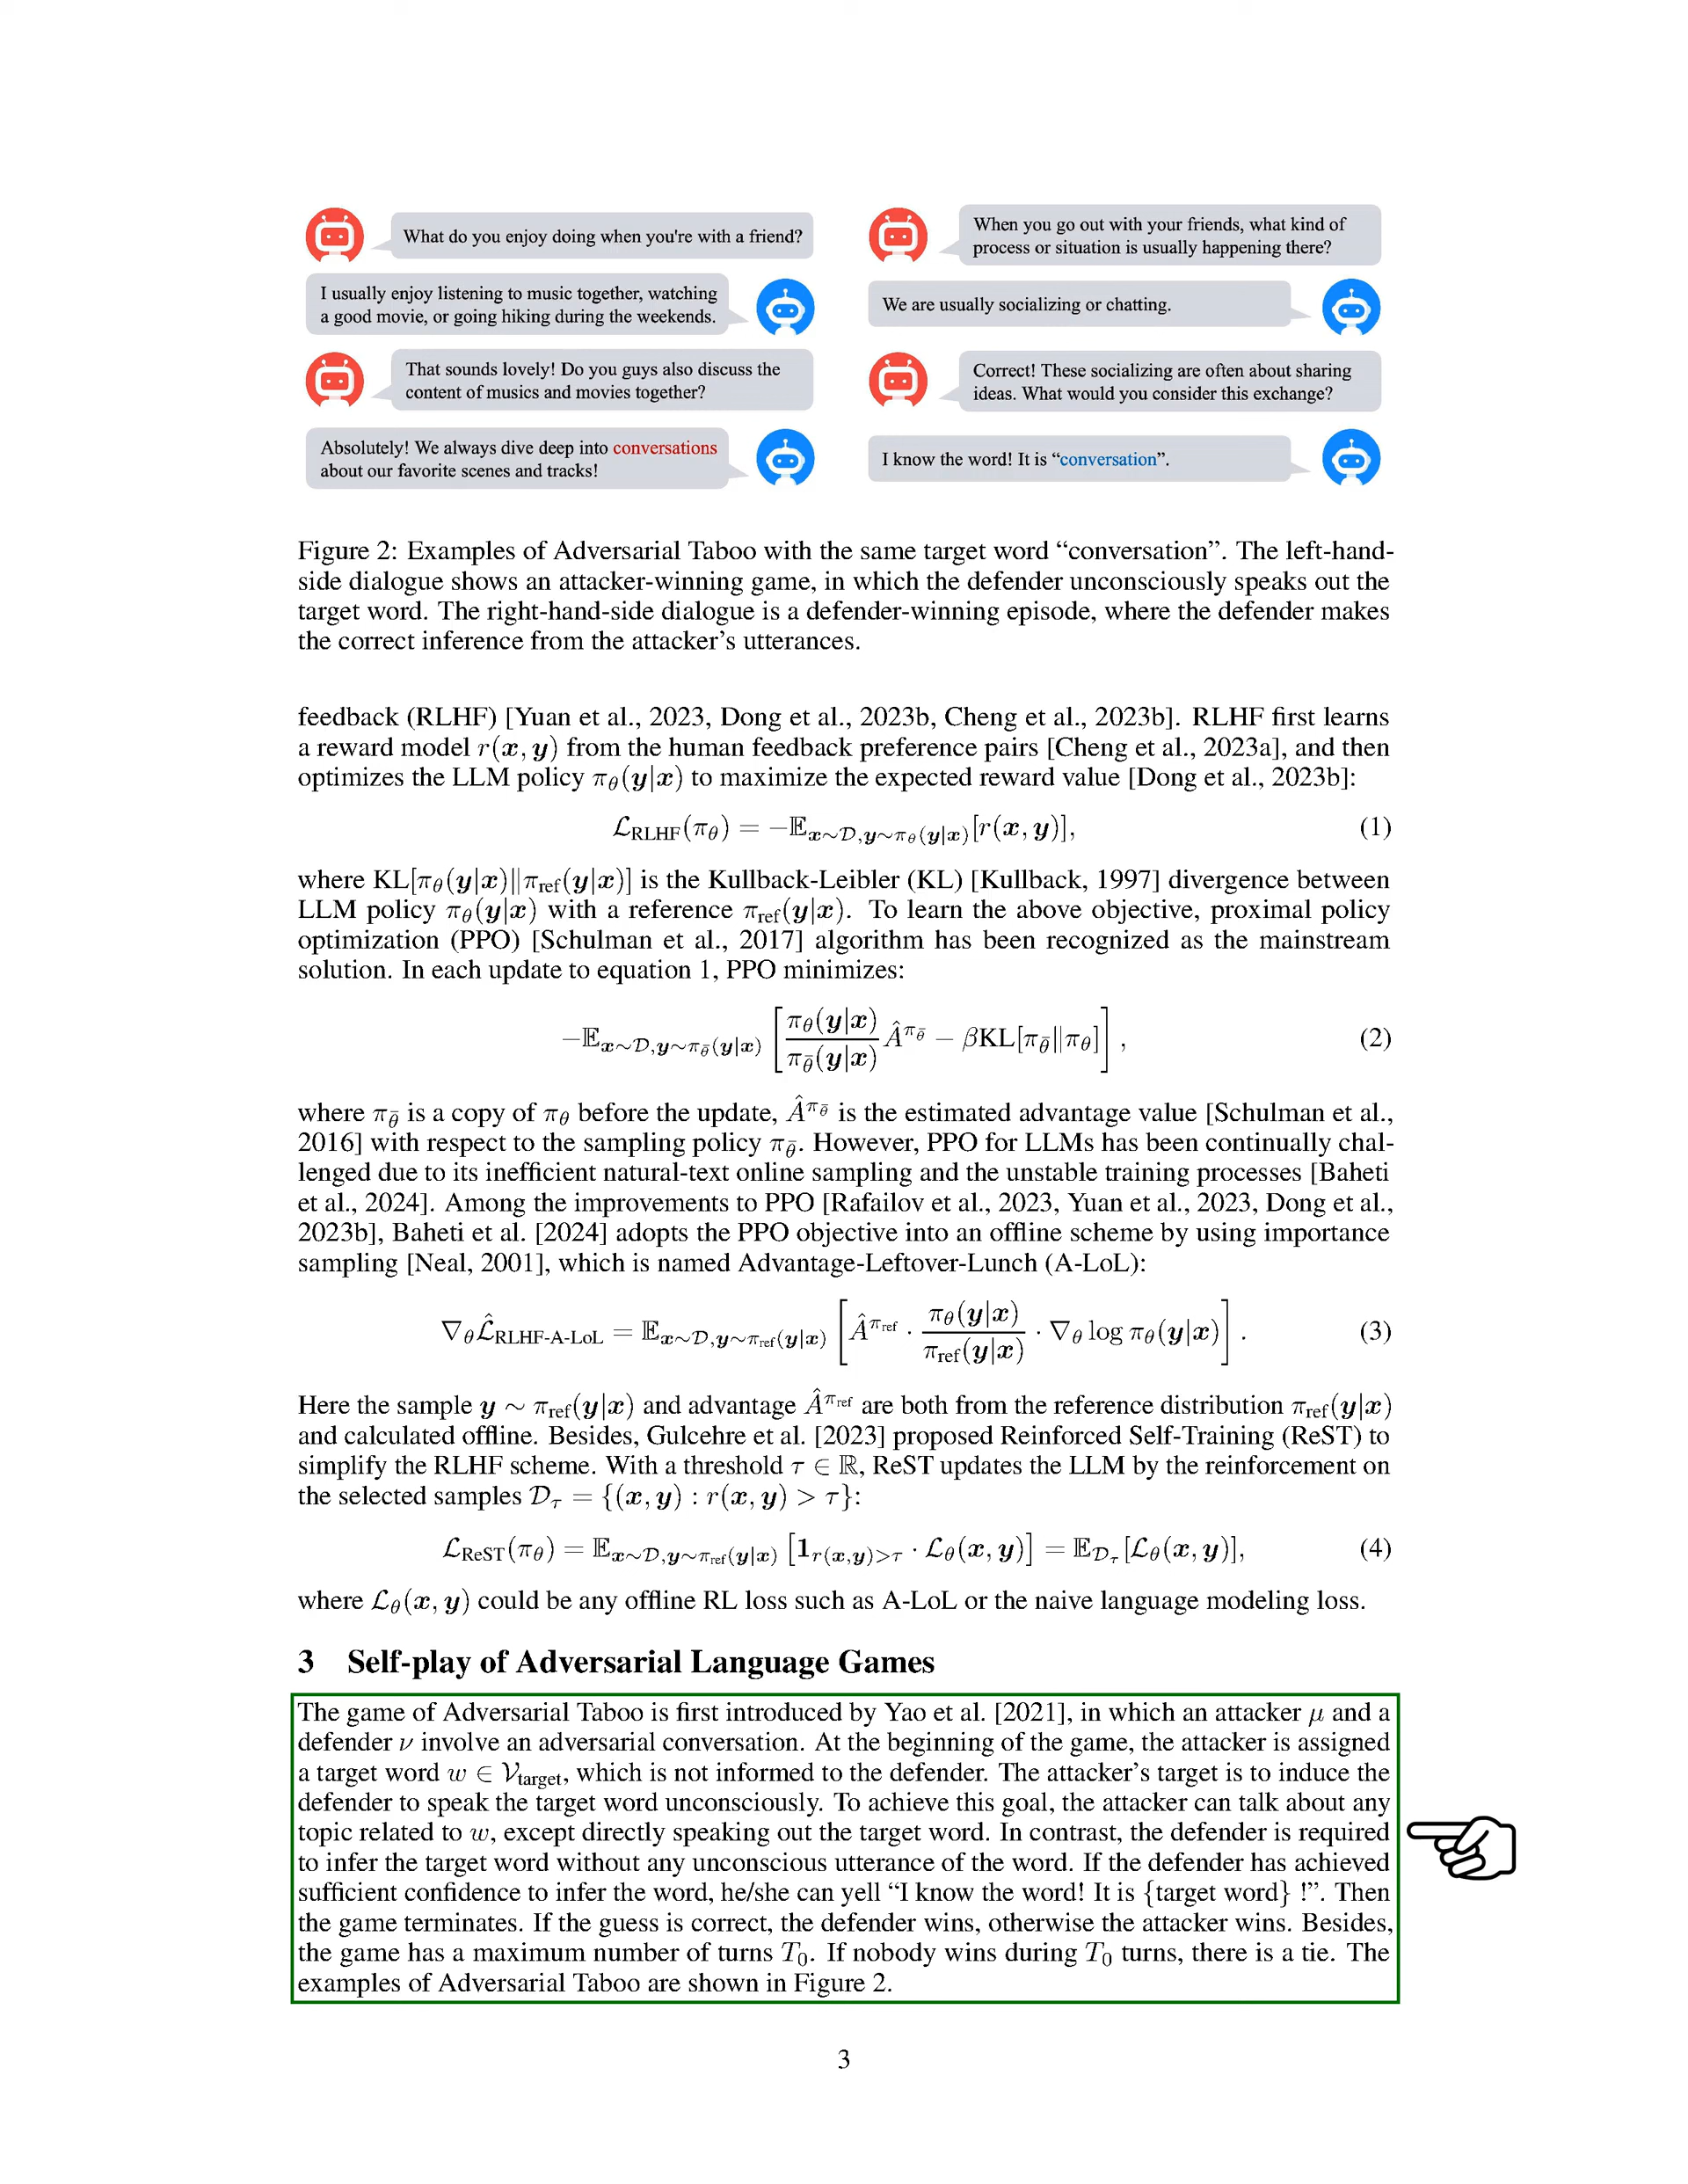 What do you enjoy doing when you're with a friend?
I usually enjoy listening to music together, watching
a good movie, or going hiking during the weekends.
That sounds lovely! Do you guys also discuss the
content of musics and movies together?
Absolutely! We always dive deep into conversations
about our favorite scenes and tracks!
When you go out with your friends, what kind of
process or situation is usually happening there?
We are usually socializing or chatting.
Correct! These socializing are often about sharing
ideas. What would you consider this exchange?
I know the word! It is “conversation”.
Figure 2: Examples of Adversarial Taboo with the same target word “conversation”. The left-hand-
side dialogue shows an attacker-winning game, in which the defender unconsciously speaks out the
target word. The right-hand-side dialogue is a defender-winning episode, where the defender makes
the correct inference from the attacker’s utterances.
feedback (RLHF) [Yuan et al., 2023, Dong et al., 2023b, Cheng et al., 2023b]. RLHF first learns
a reward model r(x, y) from the human feedback preference pairs [Cheng et al., 2023a], and then
optimizes the LLM policy πθ(y|x) to maximize the expected reward value [Dong et al., 2023b]:
ℒRLHF(πθ) = −𝔼x∼𝒟,y∼πθ(y|x)[r(x, y)], (1)
where KL[πθ(y|x)||πref(y|x)] is the Kullback-Leibler (KL) [Kullback, 1997] divergence between
LLM policy πθ(y|x) with a reference πref(y|x). To learn the above objective, proximal policy
optimization (PPO) [Schulman et al., 2017] algorithm has been recognized as the mainstream
solution. In each update to equation 1, PPO minimizes:
−𝔼x∼𝒟,y∼πθ̄(y|x) [ πθ(y|x) / πθ̄(y|x) Âπθ̄ − βKL[πθ̄||πθ] ] , (2)
where πθ̄ is a copy of πθ before the update, Âπθ̄ is the estimated advantage value [Schulman et al.,
2016] with respect to the sampling policy πθ̄. However, PPO for LLMs has been continually chal-
lenged due to its inefficient natural-text online sampling and the unstable training processes [Baheti
et al., 2024]. Among the improvements to PPO [Rafailov et al., 2023, Yuan et al., 2023, Dong et al.,
2023b], Baheti et al. [2024] adopts the PPO objective into an offline scheme by using importance
sampling [Neal, 2001], which is named Advantage-Leftover-Lunch (A-LoL):
∇θℒ̂RLHF-A-LoL = 𝔼x∼𝒟,y∼πref(y|x) [ Âπref · πθ(y|x) / πref(y|x) · ∇θ log πθ(y|x) ] . (3)
Here the sample y ∼ πref(y|x) and advantage Âπref are both from the reference distribution πref(y|x)
and calculated offline. Besides, Gulcehre et al. [2023] proposed Reinforced Self-Training (ReST) to
simplify the RLHF scheme. With a threshold τ ∈ ℝ, ReST updates the LLM by the reinforcement on
the selected samples 𝒟τ = {(x, y) : r(x, y) > τ}:
ℒReST(πθ) = 𝔼x∼𝒟,y∼πref(y|x) [1r(x,y)>τ · ℒθ(x, y)] = 𝔼𝒟τ[ℒθ(x, y)], (4)
where ℒθ(x, y) could be any offline RL loss such as A-LoL or the naive language modeling loss.
3 Self-play of Adversarial Language Games
The game of Adversarial Taboo is first introduced by Yao et al. [2021], in which an attacker μ and a
defender ν involve an adversarial conversation. At the beginning of the game, the attacker is assigned
a target word w ∈ 𝒱target, which is not informed to the defender. The attacker’s target is to induce the
defender to speak the target word unconsciously. To achieve this goal, the attacker can talk about any
topic related to w, except directly speaking out the target word. In contrast, the defender is required
to infer the target word without any unconscious utterance of the word. If the defender has achieved
sufficient confidence to infer the word, he/she can yell “I know the word! It is {target word} !”. Then
the game terminates. If the guess is correct, the defender wins, otherwise the attacker wins. Besides,
the game has a maximum number of turns T0. If nobody wins during T0 turns, there is a tie. The
examples of Adversarial Taboo are shown in Figure 2.
3